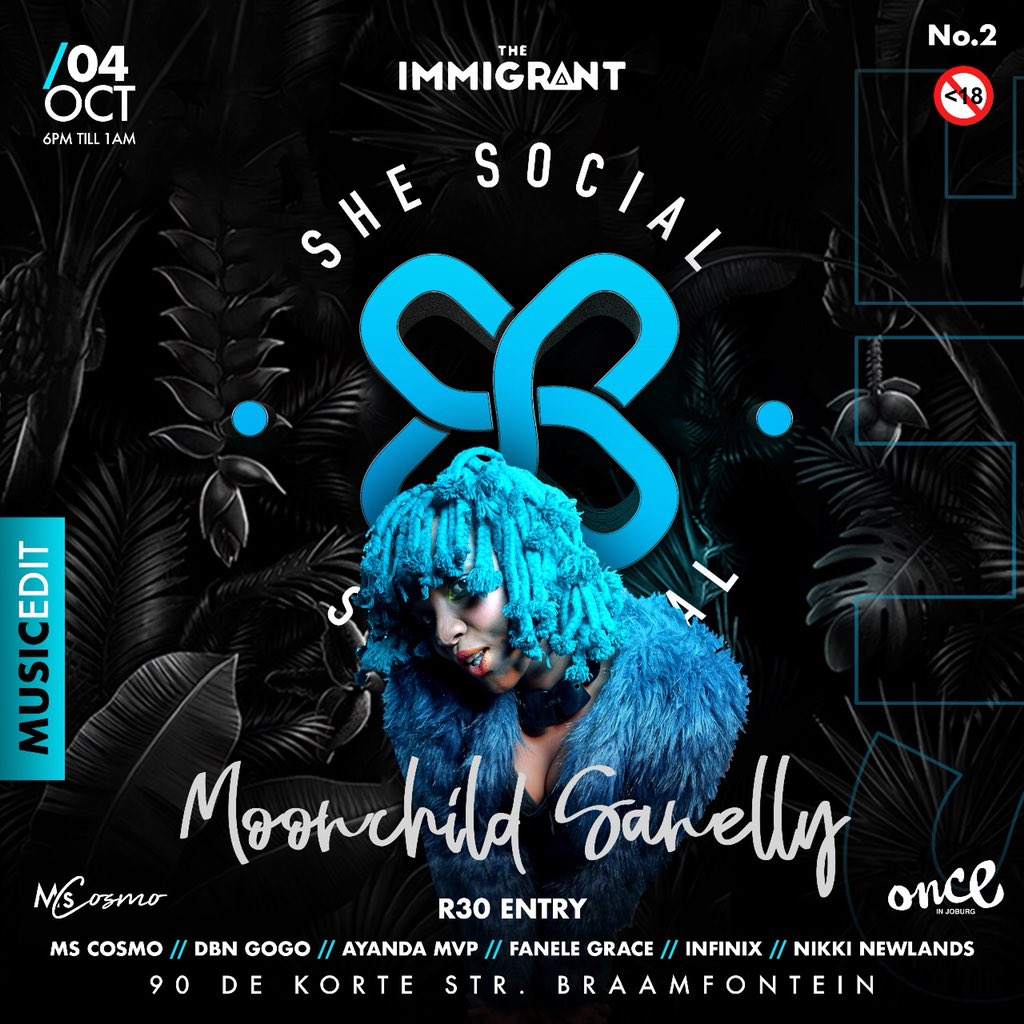 /04
OCT
6PM TILL 1AM
THE
IMMIGRANT
No.2
<18
SHE SOCIAL
S AL
MUSICEDIT
Moonchild Sanelly
Ms Cosmo
R30 ENTRY
once
IN JOBURG
MS COSMO // DBN GOGO // AYANDA MVP // FANELE GRACE // INFINIX // NIKKI NEWLANDS
90 DE KORTE STR. BRAAMFONTEIN